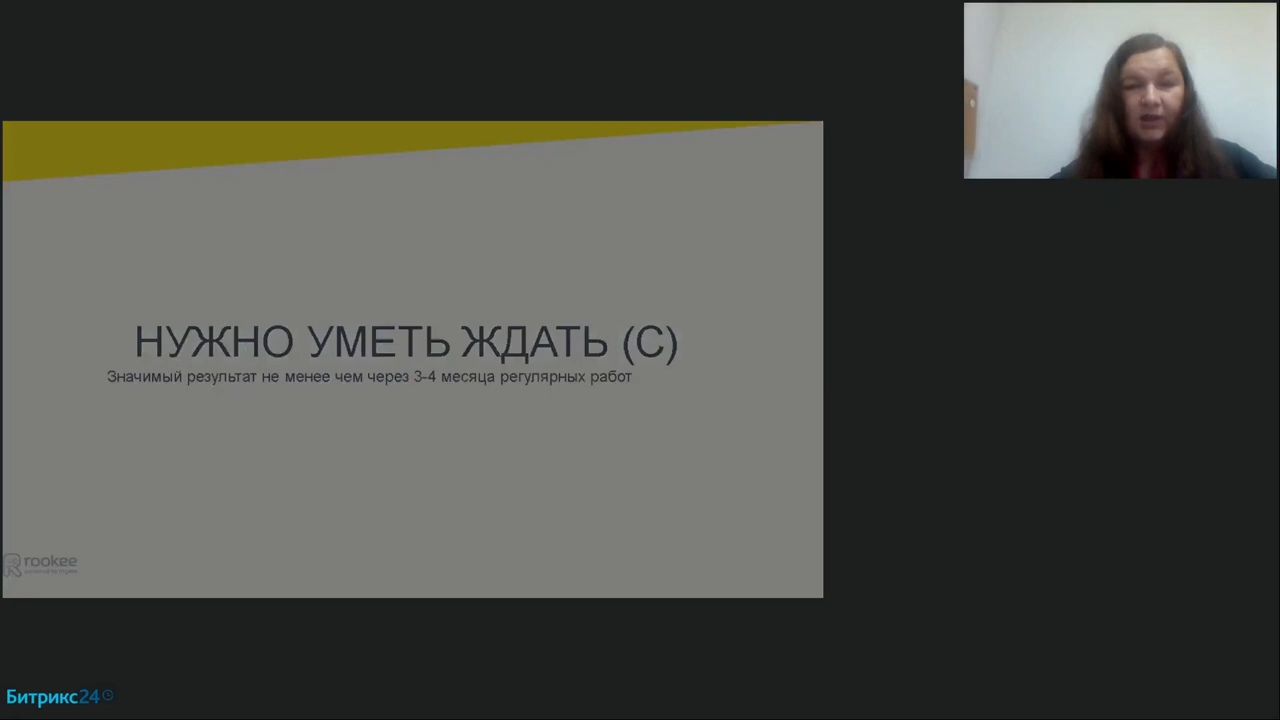 НУЖНО УМЕТЬ ЖДАТЬ (С)
Значимый результат не менее чем через 3-4 месяца регулярных работ
rookee
Битрикс24